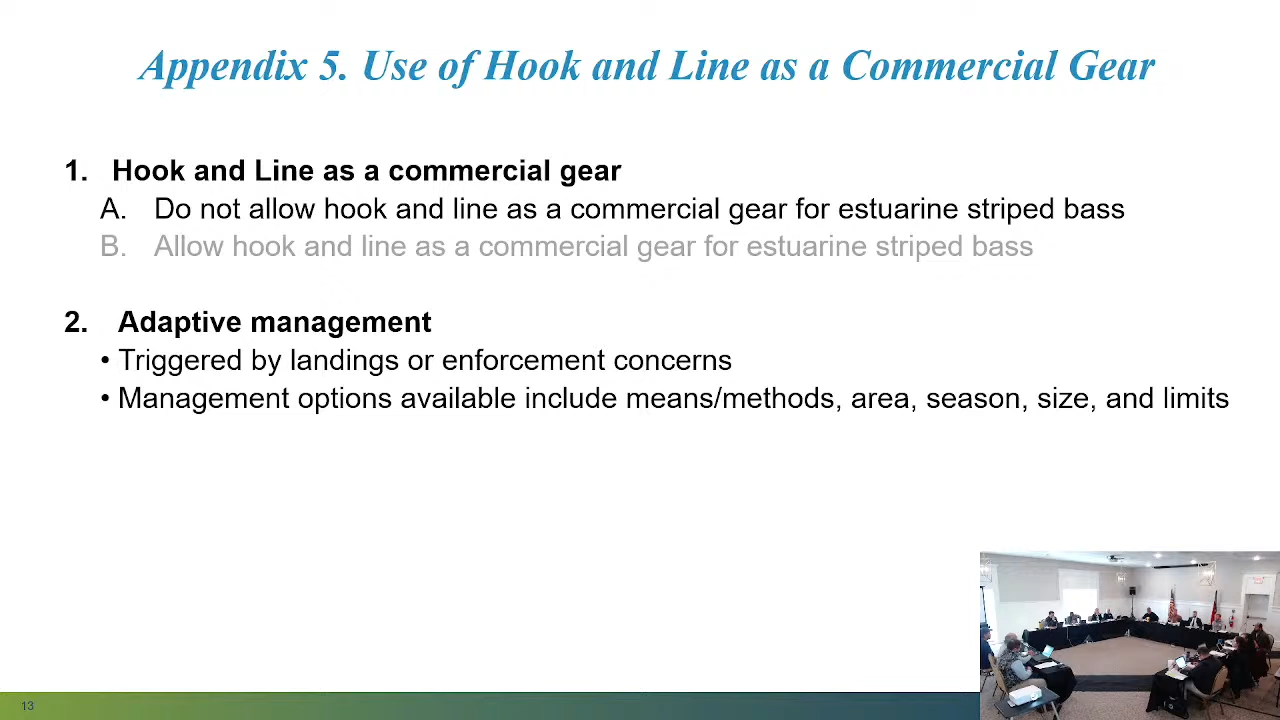 Appendix 5. Use of Hook and Line as a Commercial Gear
1. Hook and Line as a commercial gear
A. Do not allow hook and line as a commercial gear for estuarine striped bass
B. Allow hook and line as a commercial gear for estuarine striped bass
2. Adaptive management
• Triggered by landings or enforcement concerns
• Management options available include means/methods, area, season, size, and limits
13